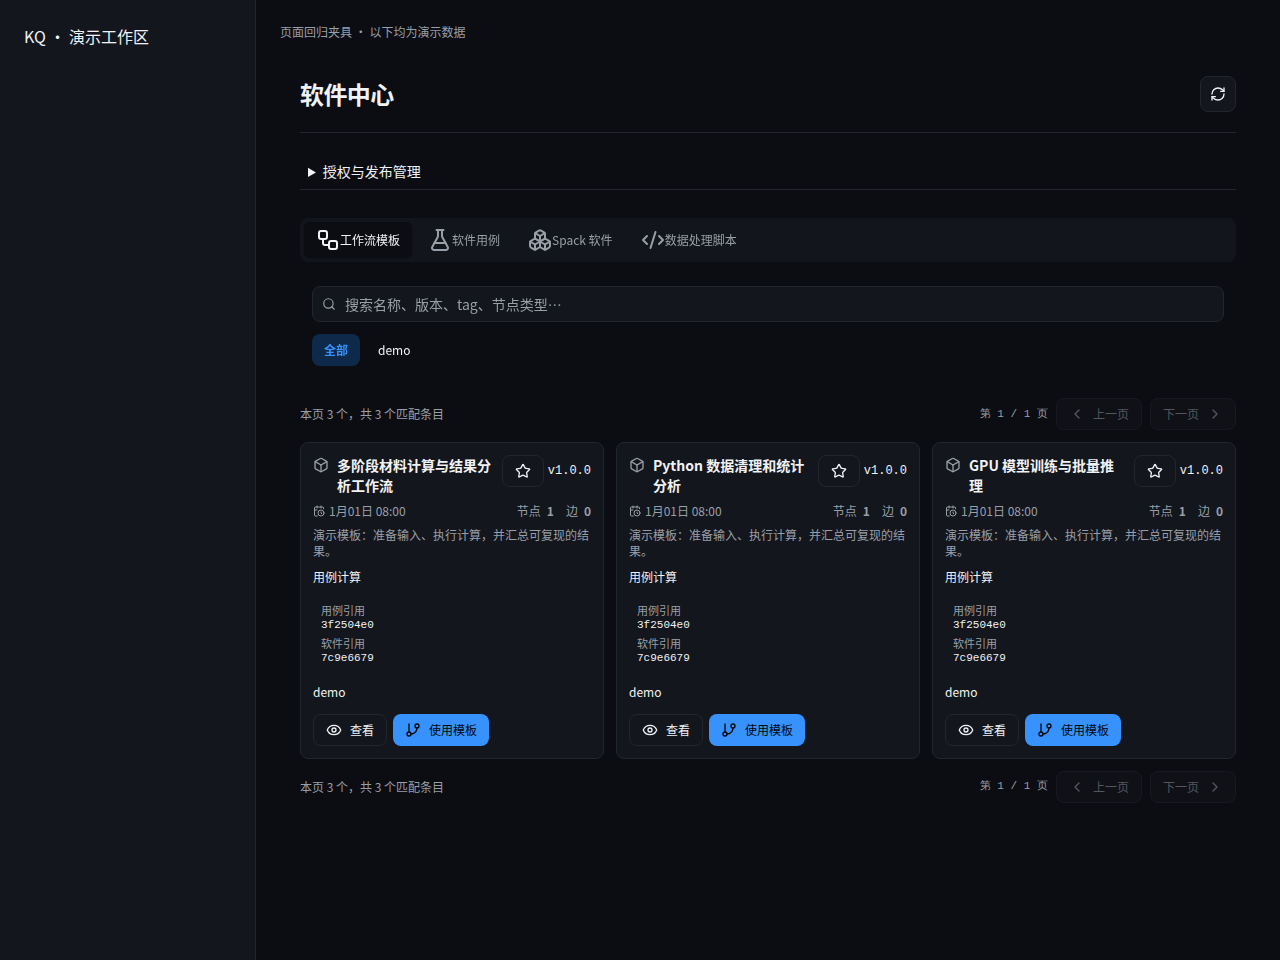 KQ · 演示工作区
页面回归夹具 · 以下均为演示数据
软件中心
授权与发布管理
工作流模板 软件用例 Spack 软件 数据处理脚本
搜索名称、版本、tag、节点类型…
全部 demo
本页 3 个，共 3 个匹配条目 第 1 / 1 页 上一页 下一页
多阶段材料计算与结果分
析工作流
v1.0.0
1月01日 08:00 节点 1 边 0
演示模板：准备输入、执行计算，并汇总可复现的结
果。
用例计算
用例引用
3f2504e0
软件引用
7c9e6679
demo
查看 使用模板
Python 数据清理和统计
分析
v1.0.0
1月01日 08:00 节点 1 边 0
演示模板：准备输入、执行计算，并汇总可复现的结
果。
用例计算
用例引用
3f2504e0
软件引用
7c9e6679
demo
查看 使用模板
GPU 模型训练与批量推
理
v1.0.0
1月01日 08:00 节点 1 边 0
演示模板：准备输入、执行计算，并汇总可复现的结
果。
用例计算
用例引用
3f2504e0
软件引用
7c9e6679
demo
查看 使用模板
本页 3 个，共 3 个匹配条目 第 1 / 1 页 上一页 下一页